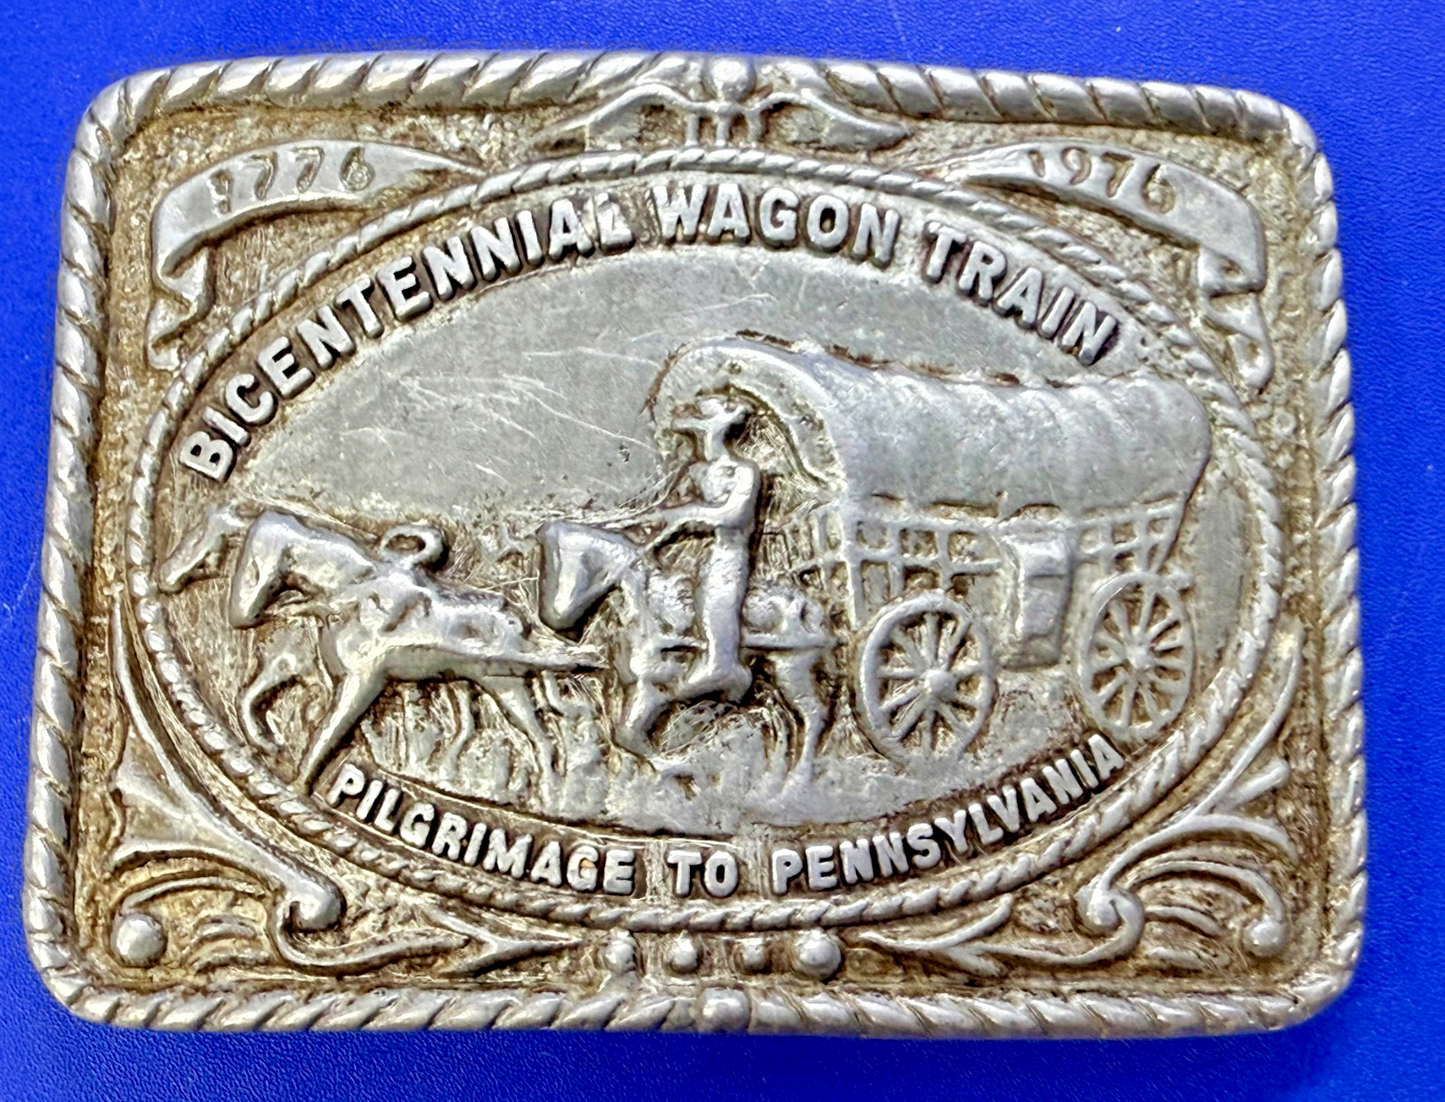 1776
1976
BICENTENNIAL WAGON TRAIN
PILGRIMAGE TO PENNSYLVANIA